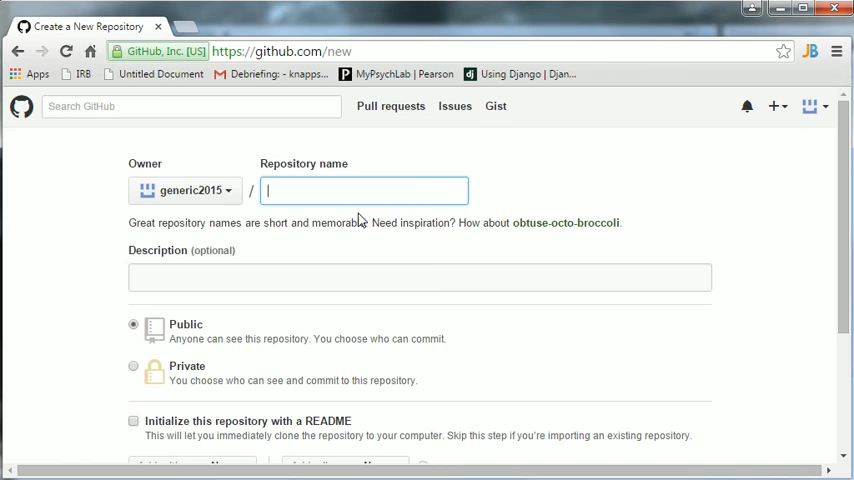 Create a New Repository
GitHub, Inc. [US] https://github.com/new
Apps IRB Untitled Document Debriefing: - knapps... MyPsychLab | Pearson Using Django | Djan...
JB
Search GitHub Pull requests Issues Gist
Owner Repository name
generic2015 /
Great repository names are short and memorable. Need inspiration? How about obtuse-octo-broccoli.
Description (optional)
Public
Anyone can see this repository. You choose who can commit.
Private
You choose who can see and commit to this repository.
Initialize this repository with a README
This will let you immediately clone the repository to your computer. Skip this step if you're importing an existing repository.